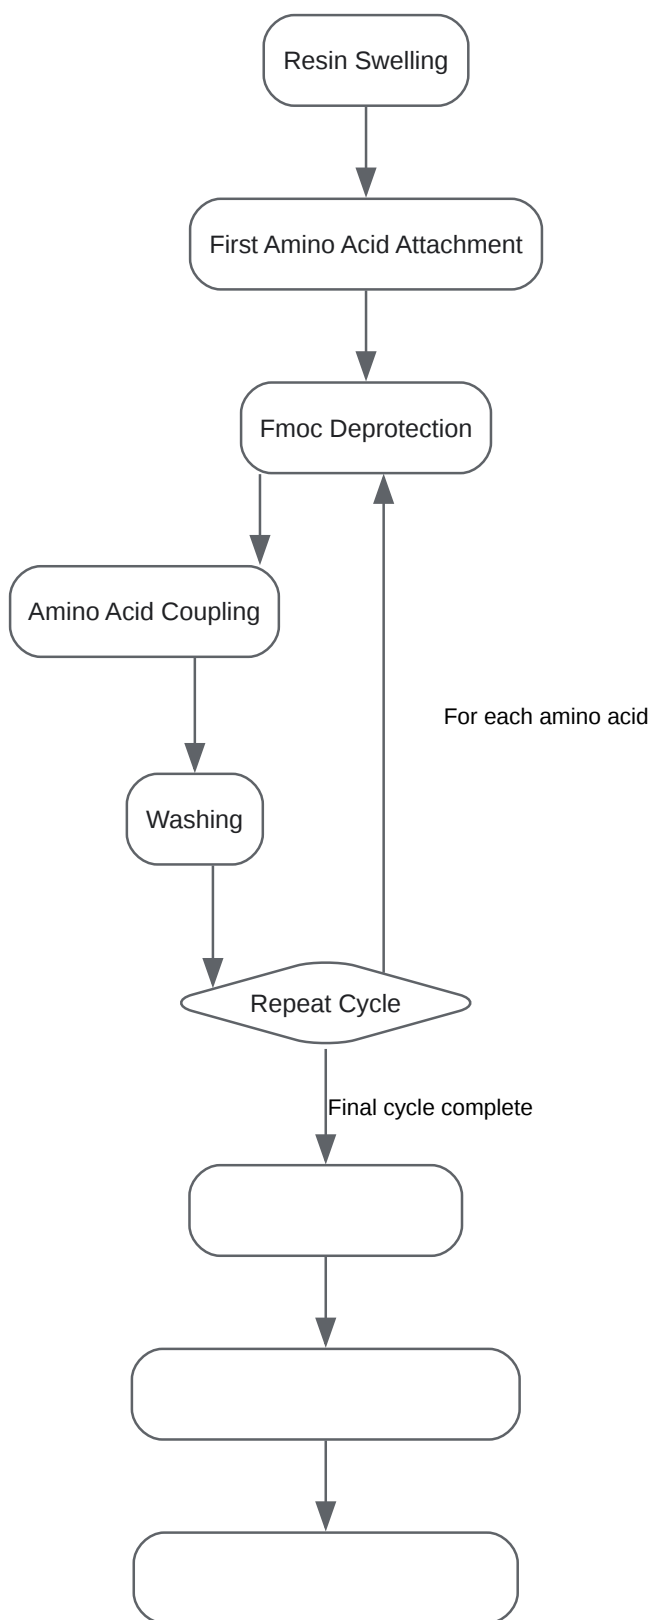 Resin Swelling
First Amino Acid Attachment
Fmoc Deprotection
Amino Acid Coupling
For each amino acid
Washing
Repeat Cycle
Final cycle complete